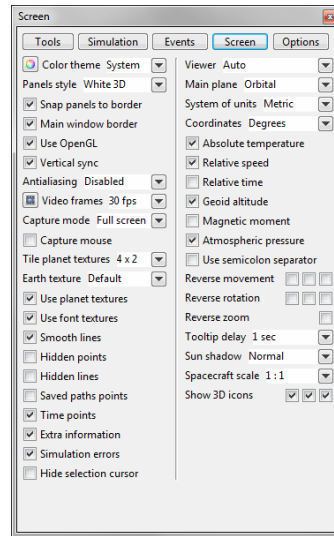 Screen
Tools Simulation Events Screen Options
Color theme System
Panels style White 3D
Snap panels to border
Main window border
Use OpenGL
Vertical sync
Antialiasing Disabled
Video frames 30 fps
Capture mode Full screen
Capture mouse
Tile planet textures 4 x 2
Earth texture Default
Use planet textures
Use font textures
Smooth lines
Hidden points
Hidden lines
Saved paths points
Time points
Extra information
Simulation errors
Hide selection cursor
Viewer Auto
Main plane Orbital
System of units Metric
Coordinates Degrees
Absolute temperature
Relative speed
Relative time
Geoid altitude
Magnetic moment
Atmospheric pressure
Use semicolon separator
Reverse movement
Reverse rotation
Reverse zoom
Tooltip delay 1 sec
Sun shadow Normal
Spacecraft scale 1 : 1
Show 3D icons